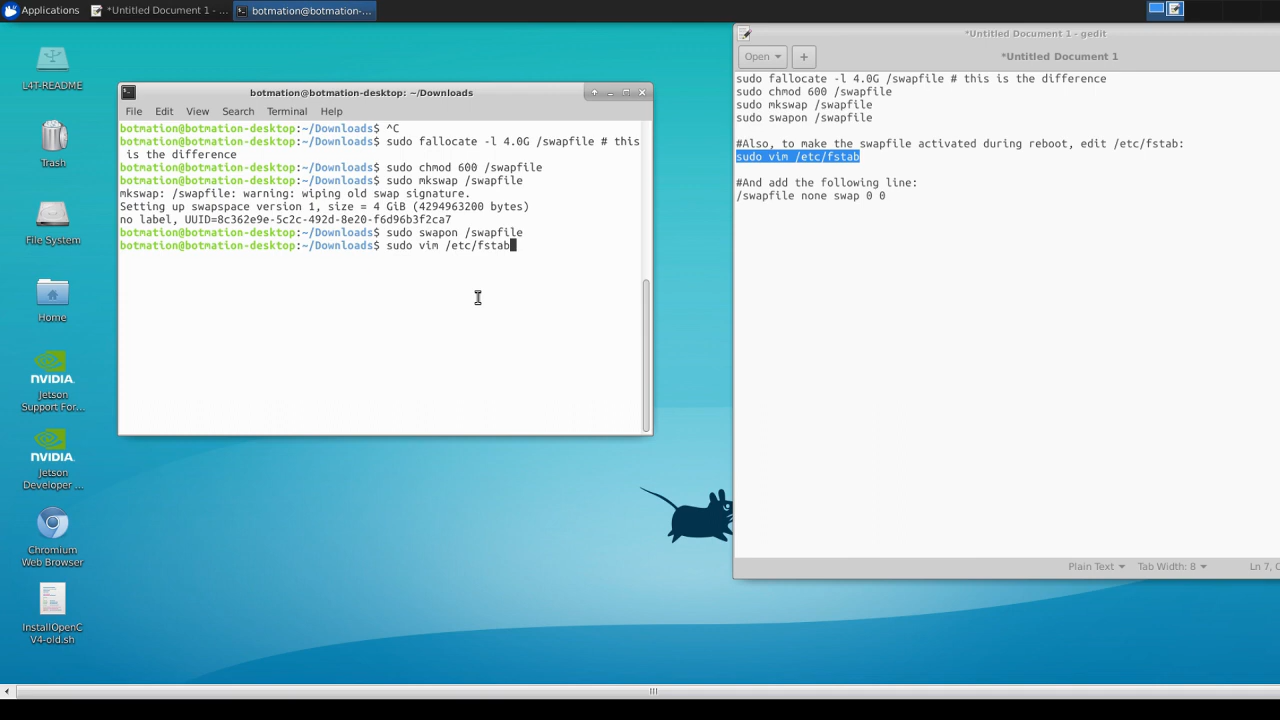 Applications
*Untitled Document 1 - ...
botmation@botmation-...
L4T-README
Trash
File System
Home
NVIDIA
Jetson
Support For...
NVIDIA
Jetson
Developer ...
Chromium
Web Browser
InstallOpenC
V4-old.sh
botmation@botmation-desktop: ~/Downloads
File Edit View Search Terminal Help
botmation@botmation-desktop:~/Downloads$ ^C
botmation@botmation-desktop:~/Downloads$ sudo fallocate -l 4.0G /swapfile # this
is the difference
botmation@botmation-desktop:~/Downloads$ sudo chmod 600 /swapfile
botmation@botmation-desktop:~/Downloads$ sudo mkswap /swapfile
mkswap: /swapfile: warning: wiping old swap signature.
Setting up swapspace version 1, size = 4 GiB (4294963200 bytes)
no label, UUID=8c362e9e-5c2c-492d-8e20-f6d96b3f2ca7
botmation@botmation-desktop:~/Downloads$ sudo swapon /swapfile
botmation@botmation-desktop:~/Downloads$ sudo vim /etc/fstab
*Untitled Document 1 - gedit
Open
*Untitled Document 1
sudo fallocate -l 4.0G /swapfile # this is the difference
sudo chmod 600 /swapfile
sudo mkswap /swapfile
sudo swapon /swapfile
#Also, to make the swapfile activated during reboot, edit /etc/fstab:
sudo vim /etc/fstab
#And add the following line:
/swapfile none swap 0 0
Plain Text Tab Width: 8 Ln 7, C